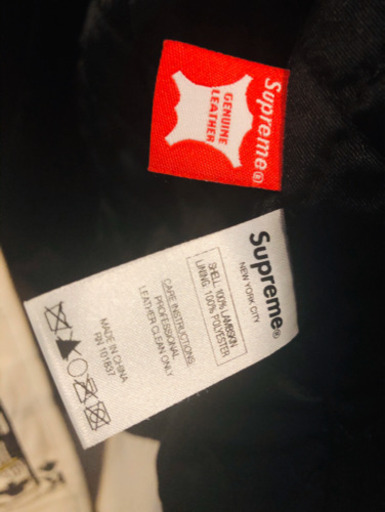 Supreme®
GENUINE
LEATHER
Supreme®
NEW YORK CITY
SHELL: 100% LAMBSKIN
LINING: 100% POLYESTER
CARE INSTRUCTIONS:
PROFESSIONAL
LEATHER CLEAN ONLY
MADE IN CHINA
RN 101837